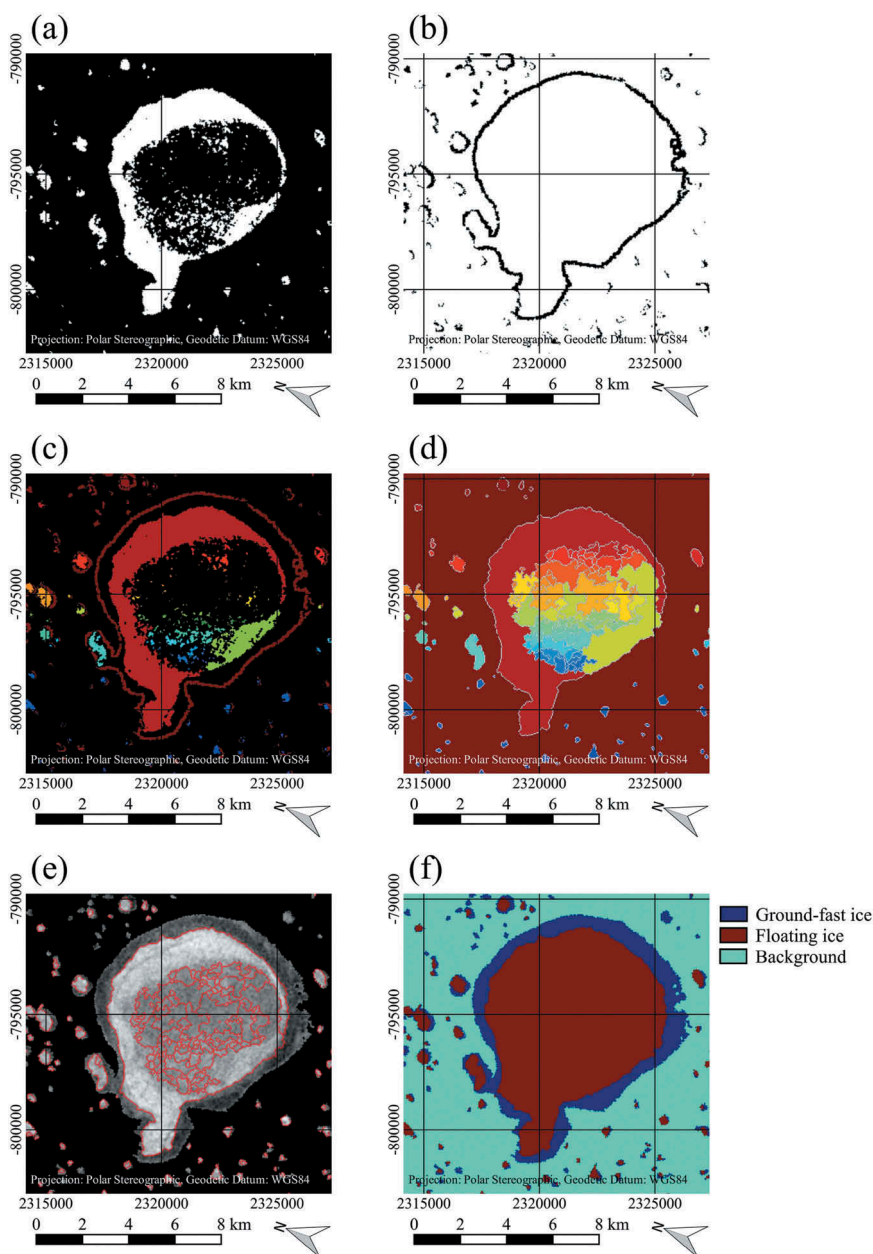 (a)
-790000
-795000
-800000
Projection: Polar Stereographic, Geodetic Datum: WGS84
2315000 2320000 2325000
0 2 4 6 8 km
N
(b)
-790000
-795000
-800000
Projection: Polar Stereographic, Geodetic Datum: WGS84
2315000 2320000 2325000
0 2 4 6 8 km
N
(c)
-790000
-795000
-800000
Projection: Polar Stereographic, Geodetic Datum: WGS84
2315000 2320000 2325000
0 2 4 6 8 km
N
(d)
-790000
-795000
-800000
Projection: Polar Stereographic, Geodetic Datum: WGS84
2315000 2320000 2325000
0 2 4 6 8 km
N
(e)
-790000
-795000
-800000
Projection: Polar Stereographic, Geodetic Datum: WGS84
2315000 2320000 2325000
0 2 4 6 8 km
N
(f)
-790000
-795000
-800000
Projection: Polar Stereographic, Geodetic Datum: WGS84
2315000 2320000 2325000
0 2 4 6 8 km
N
Ground-fast ice
Floating ice
Background